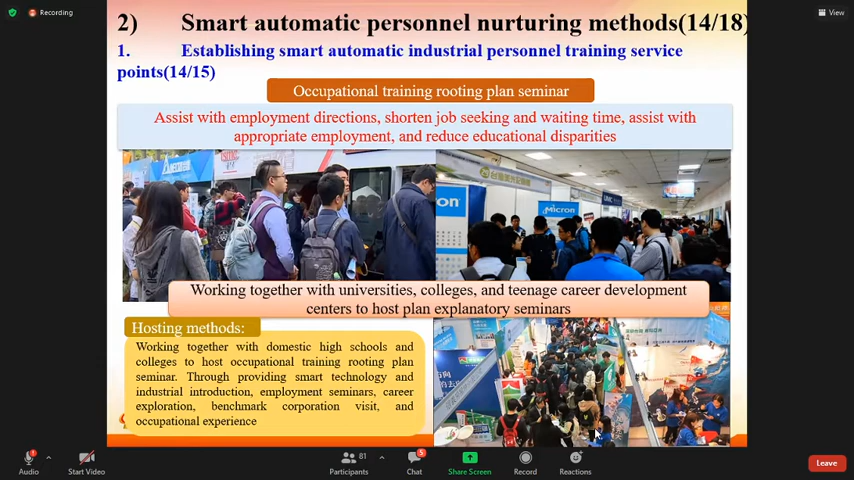 Recording
View
2) Smart automatic personnel nurturing methods(14/18)
1. Establishing smart automatic industrial personnel training service
points(14/15)
Occupational training rooting plan seminar
Assist with employment directions, shorten job seeking and waiting time, assist with
appropriate employment, and reduce educational disparities
Micron
UMC
on
Working together with universities, colleges, and teenage career development
centers to host plan explanatory seminars
Hosting methods:
Working together with domestic high schools and
colleges to host occupational training rooting plan
seminar. Through providing smart technology and
industrial introduction, employment seminars, career
exploration, benchmark corporation visit, and
occupational experience
Audio
Start Video
Participants
81
Chat
5
Share Screen
Record
Reactions
Leave